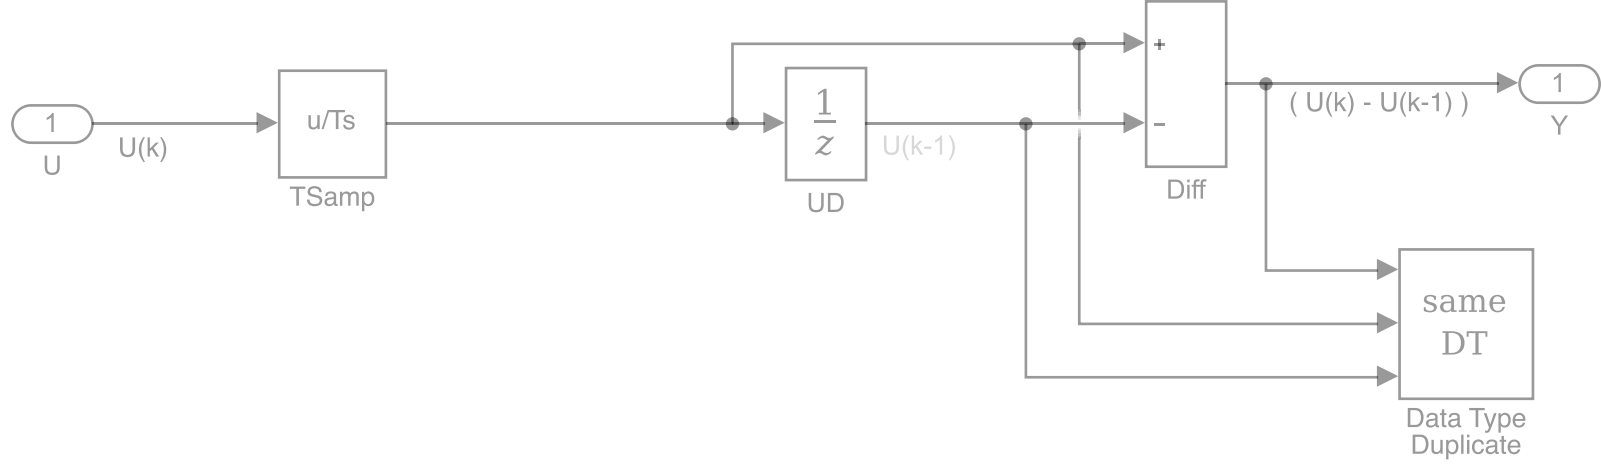 1
U
U(k)
u/Ts
TSamp
1
z
UD
U(k-1)
+
-
Diff
( U(k) - U(k-1) )
1
Y
same
DT
Data Type
Duplicate